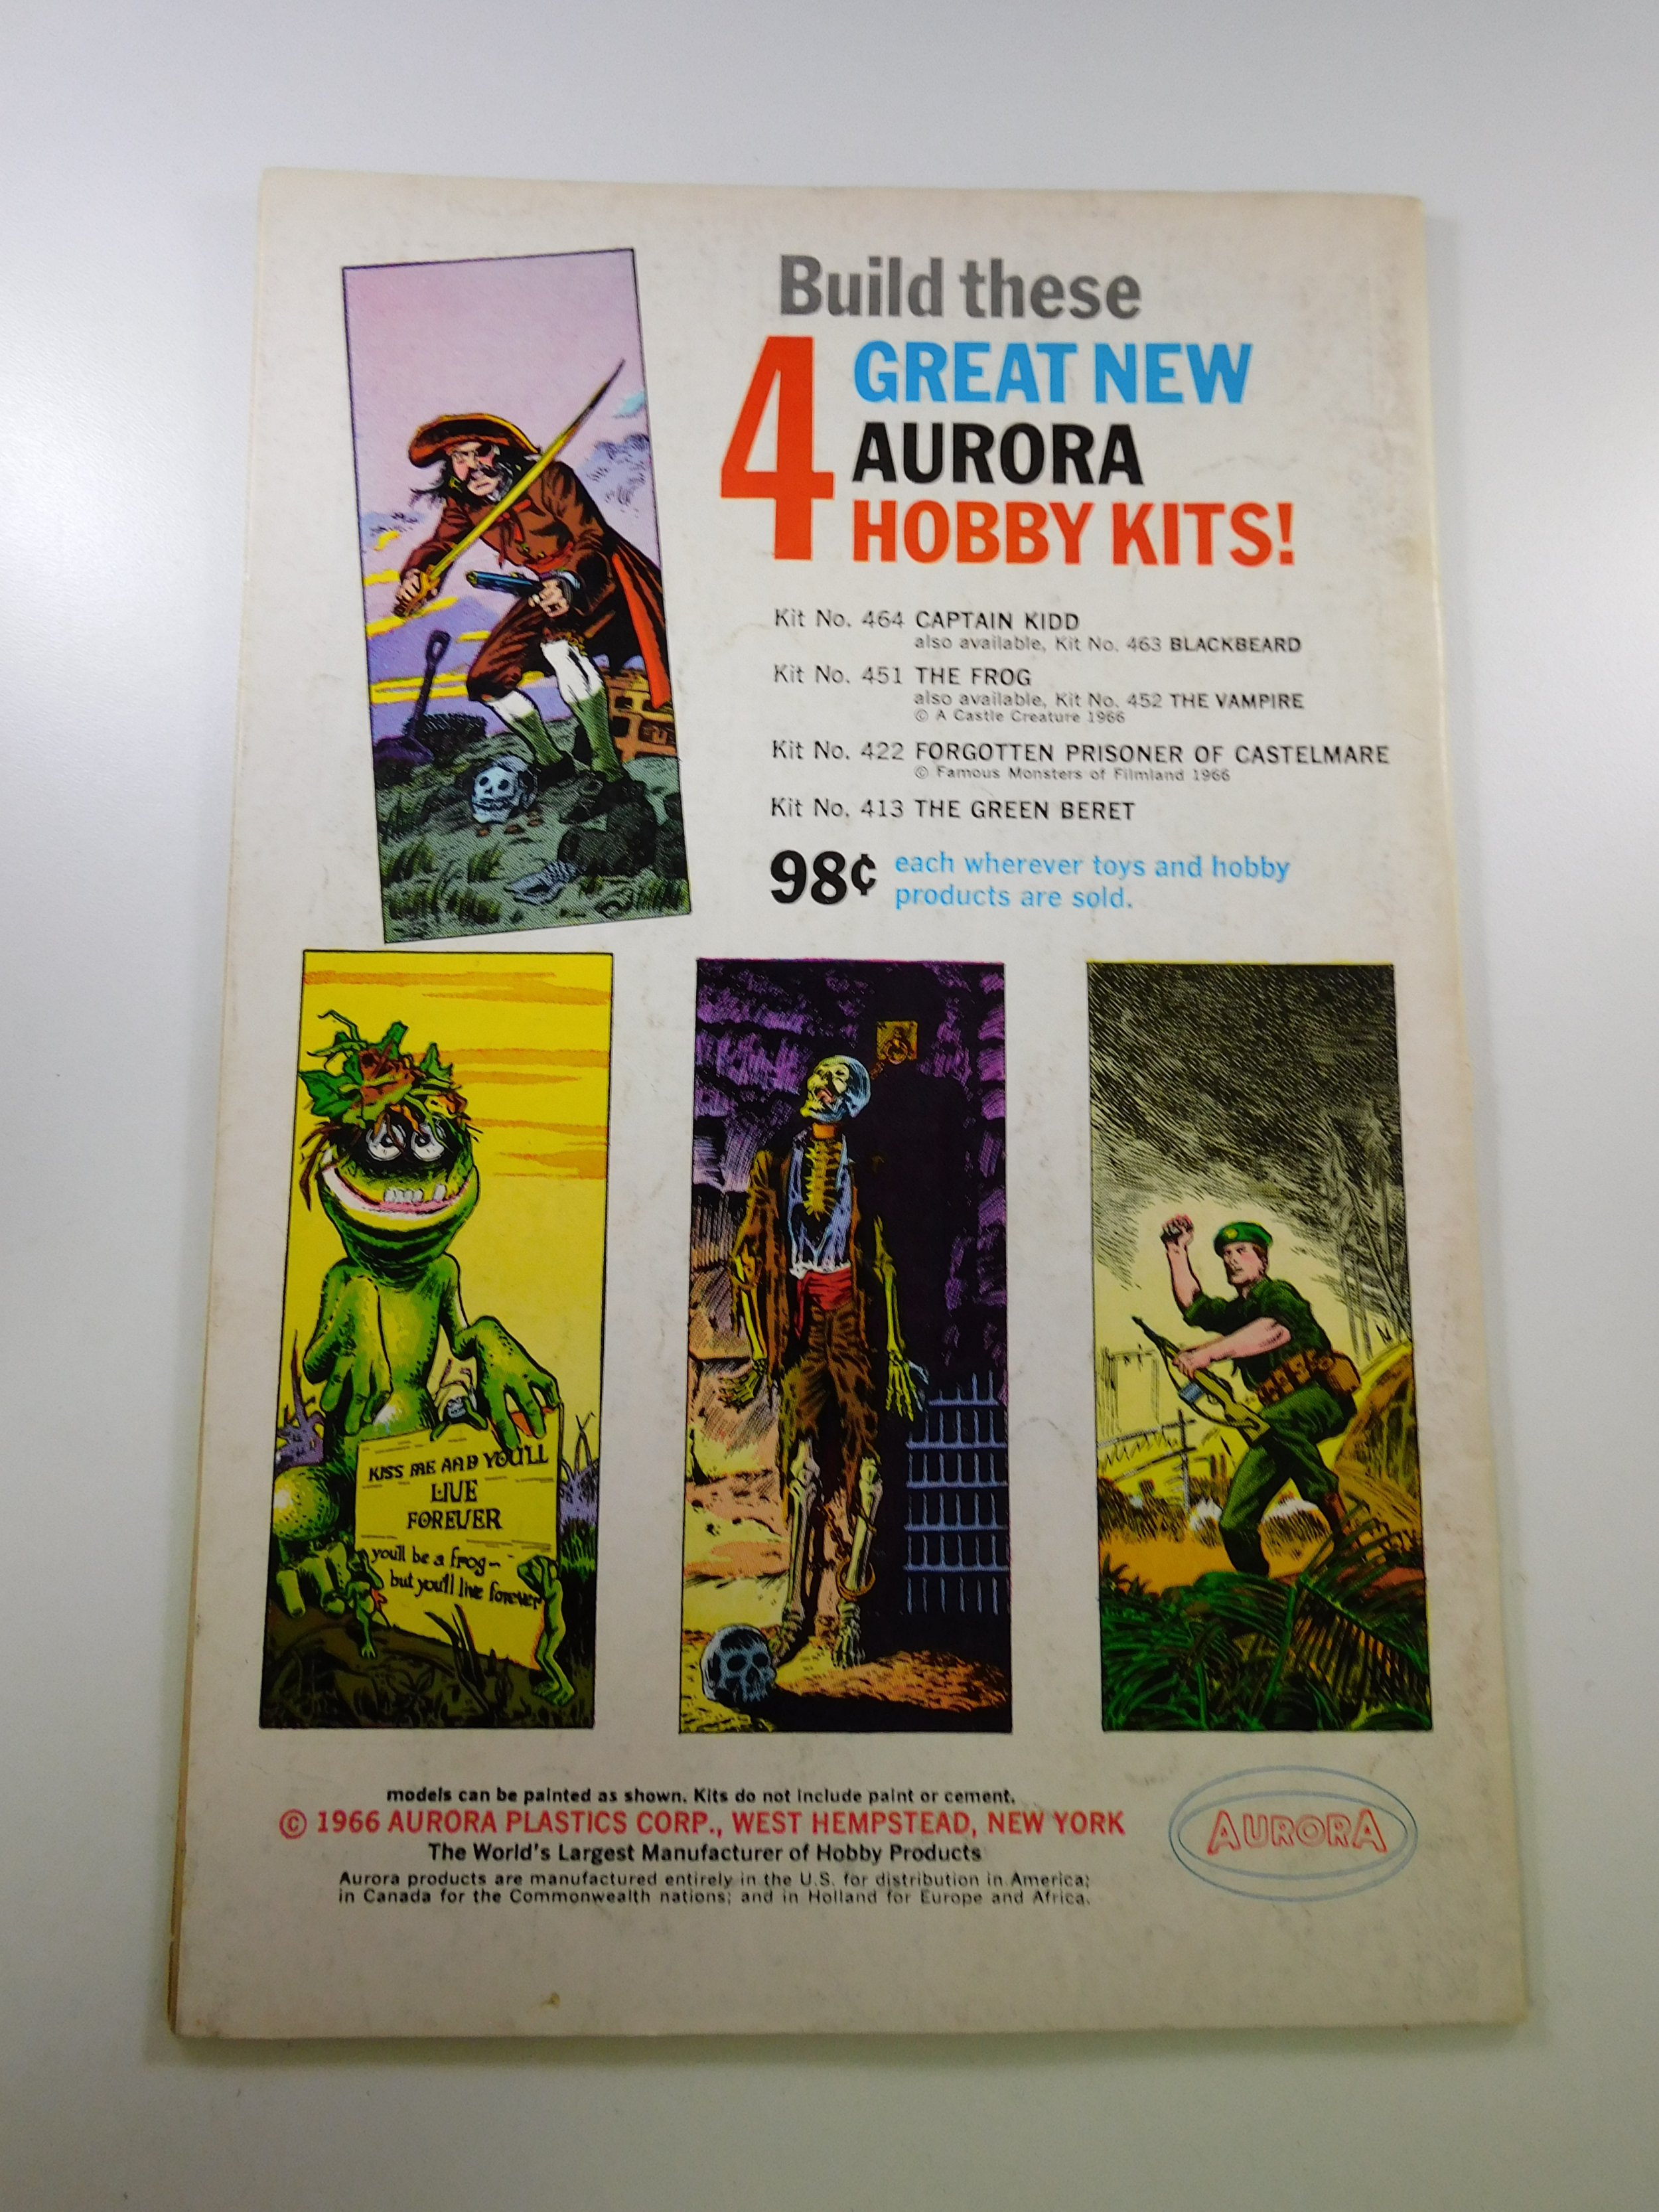 Build these
4 GREAT NEW
AURORA
HOBBY KITS!
Kit No. 464 CAPTAIN KIDD
also available, Kit No. 463 BLACKBEARD
Kit No. 451 THE FROG
also available, Kit No. 452 THE VAMPIRE
© A Castle Creature 1966
Kit No. 422 FORGOTTEN PRISONER OF CASTELMARE
© Famous Monsters of Filmland 1966
Kit No. 413 THE GREEN BERET
98¢ each wherever toys and hobby
products are sold.
KISS ME AND YOU'LL
LIVE
FOREVER
you'll be a frog-
but you'll live forever
models can be painted as shown. Kits do not include paint or cement.
© 1966 AURORA PLASTICS CORP., WEST HEMPSTEAD, NEW YORK
The World's Largest Manufacturer of Hobby Products
Aurora products are manufactured entirely in the U.S. for distribution in America;
in Canada for the Commonwealth nations; and in Holland for Europe and Africa.
AURORA